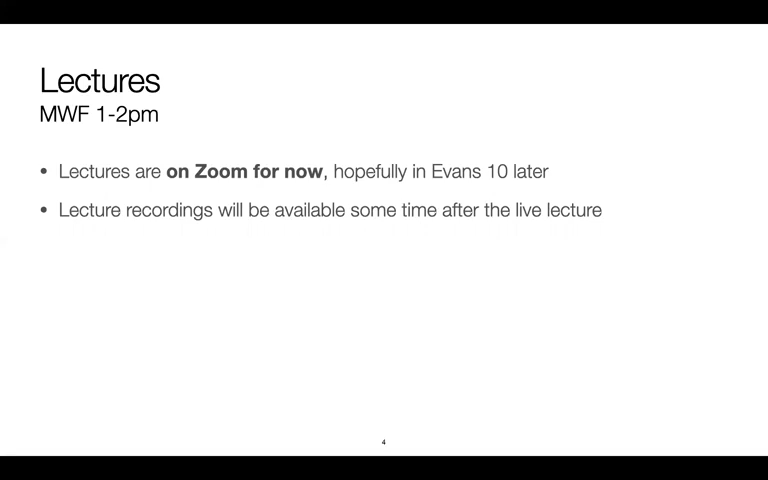 Lectures
MWF 1-2pm
• Lectures are on Zoom for now, hopefully in Evans 10 later
• Lecture recordings will be available some time after the live lecture
4